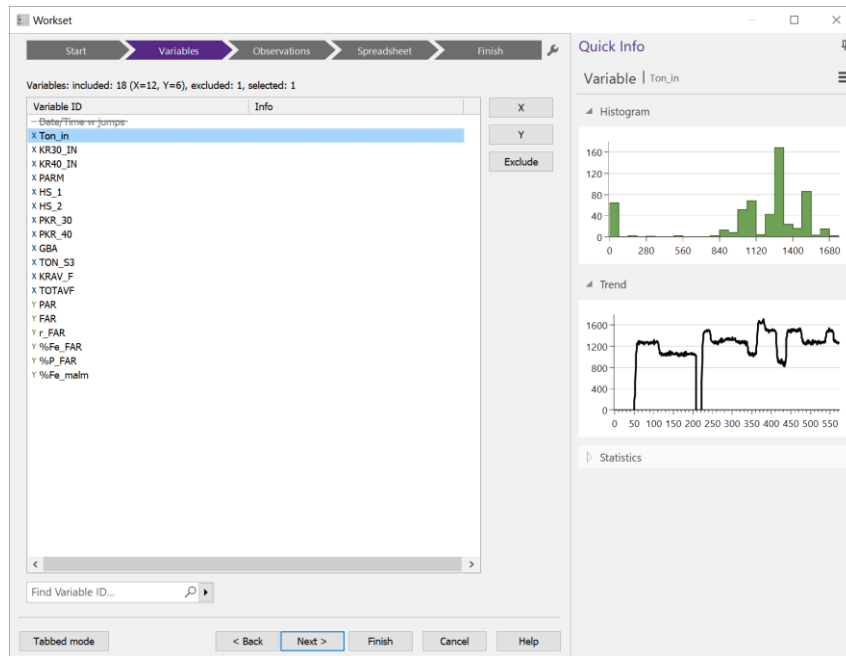 Workset
Start Variables Observations Spreadsheet Finish
Variables: included: 18 (X=12, Y=6), excluded: 1, selected: 1
Variable ID Info
Date/Time w jumps
X Ton_in
X KR30_IN
X KR40_IN
X PARM
X HS_1
X HS_2
X PKR_30
X PKR_40
X GBA
X TON_S3
X KRAV_F
X TOTAVF
Y PAR
Y FAR
Y r_FAR
Y %Fe_FAR
Y %P_FAR
Y %Fe_malm
X
Y
Exclude
Find Variable ID...
Tabbed mode < Back Next > Finish Cancel Help
Quick Info
Variable | Ton_in
Histogram
160
120
80
40
0
0 280 560 840 1120 1400 1680
Trend
1600
1200
800
400
0
0 50 100 150 200 250 300 350 400 450 500 550
Statistics